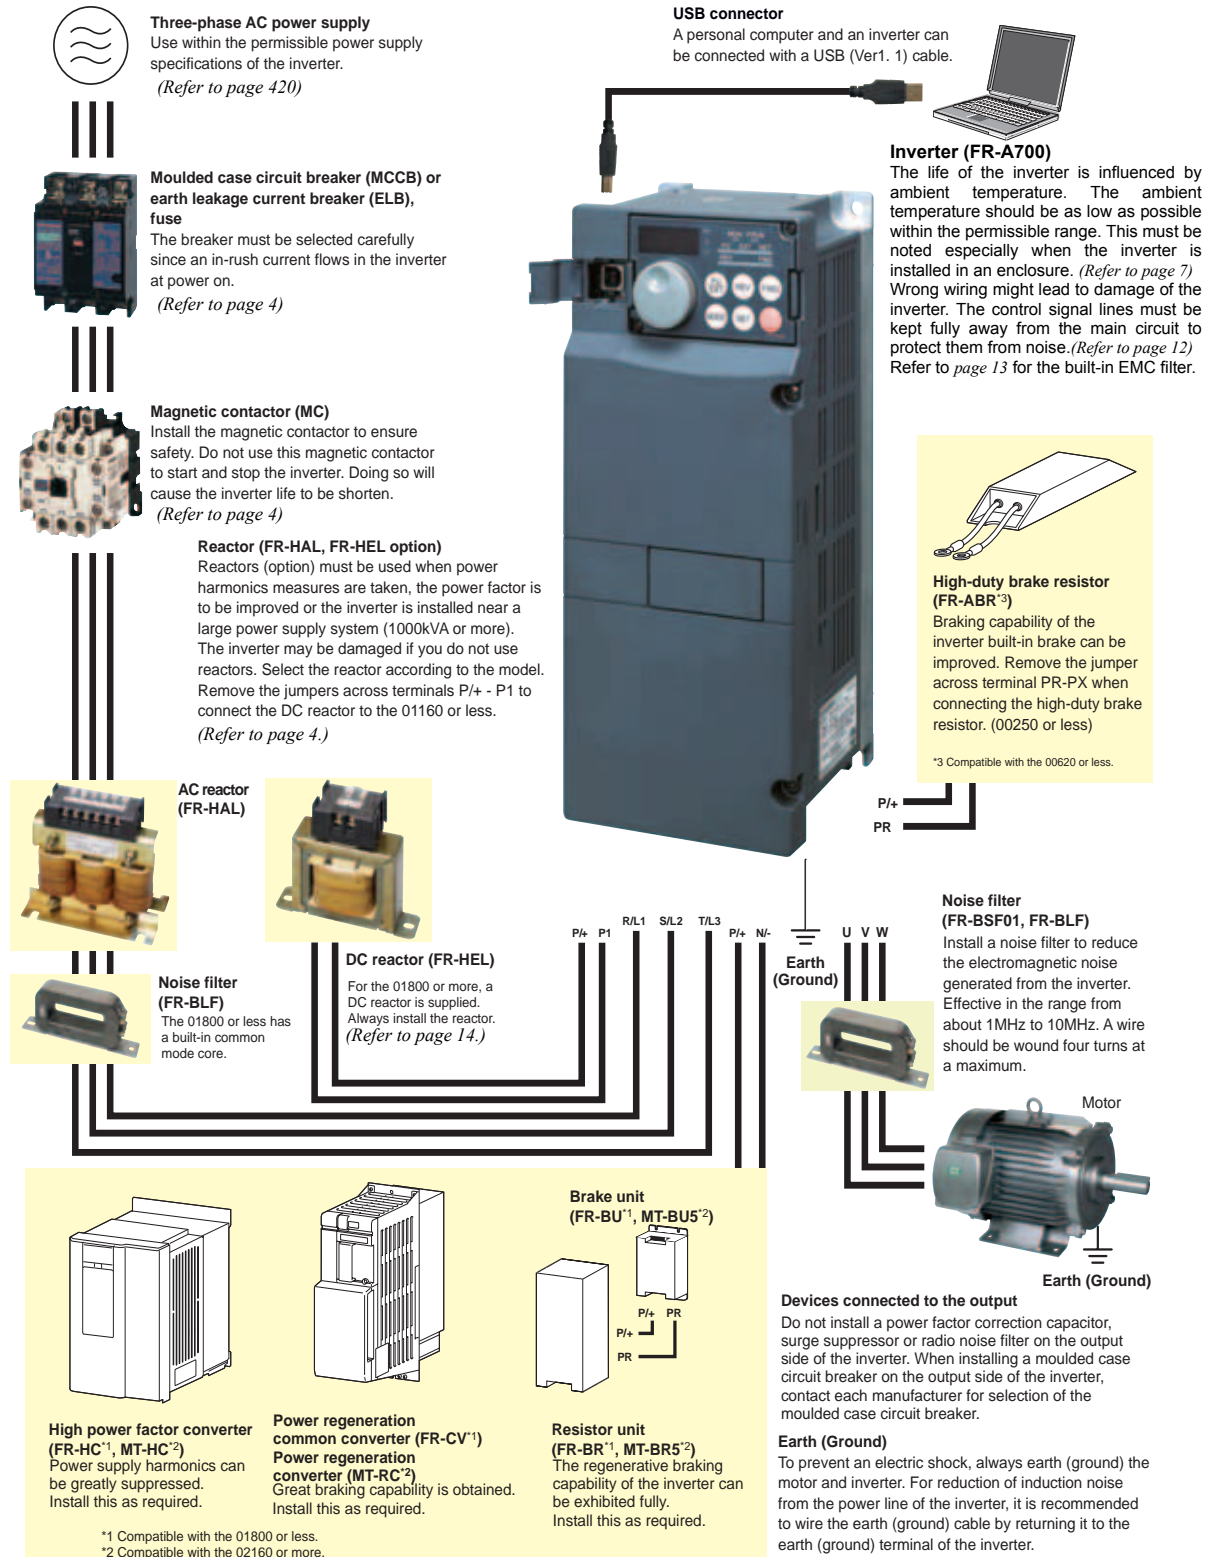 Three-phase AC power supply
Use within the permissible power supply
specifications of the inverter.
(Refer to page 420)
USB connector
A personal computer and an inverter can
be connected with a USB (Ver1. 1) cable.
Inverter (FR-A700)
The life of the inverter is influenced by
ambient temperature. The ambient
temperature should be as low as possible
within the permissible range. This must be
noted especially when the inverter is
installed in an enclosure. (Refer to page 7)
Wrong wiring might lead to damage of the
inverter. The control signal lines must be
kept fully away from the main circuit to
protect them from noise.(Refer to page 12)
Refer to page 13 for the built-in EMC filter.
Moulded case circuit breaker (MCCB) or
earth leakage current breaker (ELB),
fuse
The breaker must be selected carefully
since an in-rush current flows in the inverter
at power on.
(Refer to page 4)
Magnetic contactor (MC)
Install the magnetic contactor to ensure
safety. Do not use this magnetic contactor
to start and stop the inverter. Doing so will
cause the inverter life to be shorten.
(Refer to page 4)
Reactor (FR-HAL, FR-HEL option)
Reactors (option) must be used when power
harmonics measures are taken, the power factor is
to be improved or the inverter is installed near a
large power supply system (1000kVA or more).
The inverter may be damaged if you do not use
reactors. Select the reactor according to the model.
Remove the jumpers across terminals P/+ - P1 to
connect the DC reactor to the 01160 or less.
(Refer to page 4.)
High-duty brake resistor
(FR-ABR*3)
Braking capability of the
inverter built-in brake can be
improved. Remove the jumper
across terminal PR-PX when
connecting the high-duty brake
resistor. (00250 or less)
*3 Compatible with the 00620 or less.
P/+
PR
AC reactor
(FR-HAL)
Noise filter
(FR-BLF)
The 01800 or less has
a built-in common
mode core.
DC reactor (FR-HEL)
For the 01800 or more, a
DC reactor is supplied.
Always install the reactor.
(Refer to page 14.)
P/+ P1 R/L1 S/L2 T/L3 P/+ N/-
Earth
(Ground)
U V W
Noise filter
(FR-BSF01, FR-BLF)
Install a noise filter to reduce
the electromagnetic noise
generated from the inverter.
Effective in the range from
about 1MHz to 10MHz. A wire
should be wound four turns at
a maximum.
Motor
Earth (Ground)
Brake unit
(FR-BU*1, MT-BU5*2)
P/+ PR
P/+
PR
High power factor converter
(FR-HC*1, MT-HC*2)
Power supply harmonics can
be greatly suppressed.
Install this as required.
Power regeneration
common converter (FR-CV*1)
Power regeneration
converter (MT-RC*2)
Great braking capability is obtained.
Install this as required.
Resistor unit
(FR-BR*1, MT-BR5*2)
The regenerative braking
capability of the inverter can
be exhibited fully.
Install this as required.
*1 Compatible with the 01800 or less.
*2 Compatible with the 02160 or more.
Devices connected to the output
Do not install a power factor correction capacitor,
surge suppressor or radio noise filter on the output
side of the inverter. When installing a moulded case
circuit breaker on the output side of the inverter,
contact each manufacturer for selection of the
moulded case circuit breaker.
Earth (Ground)
To prevent an electric shock, always earth (ground) the
motor and inverter. For reduction of induction noise
from the power line of the inverter, it is recommended
to wire the earth (ground) cable by returning it to the
earth (ground) terminal of the inverter.